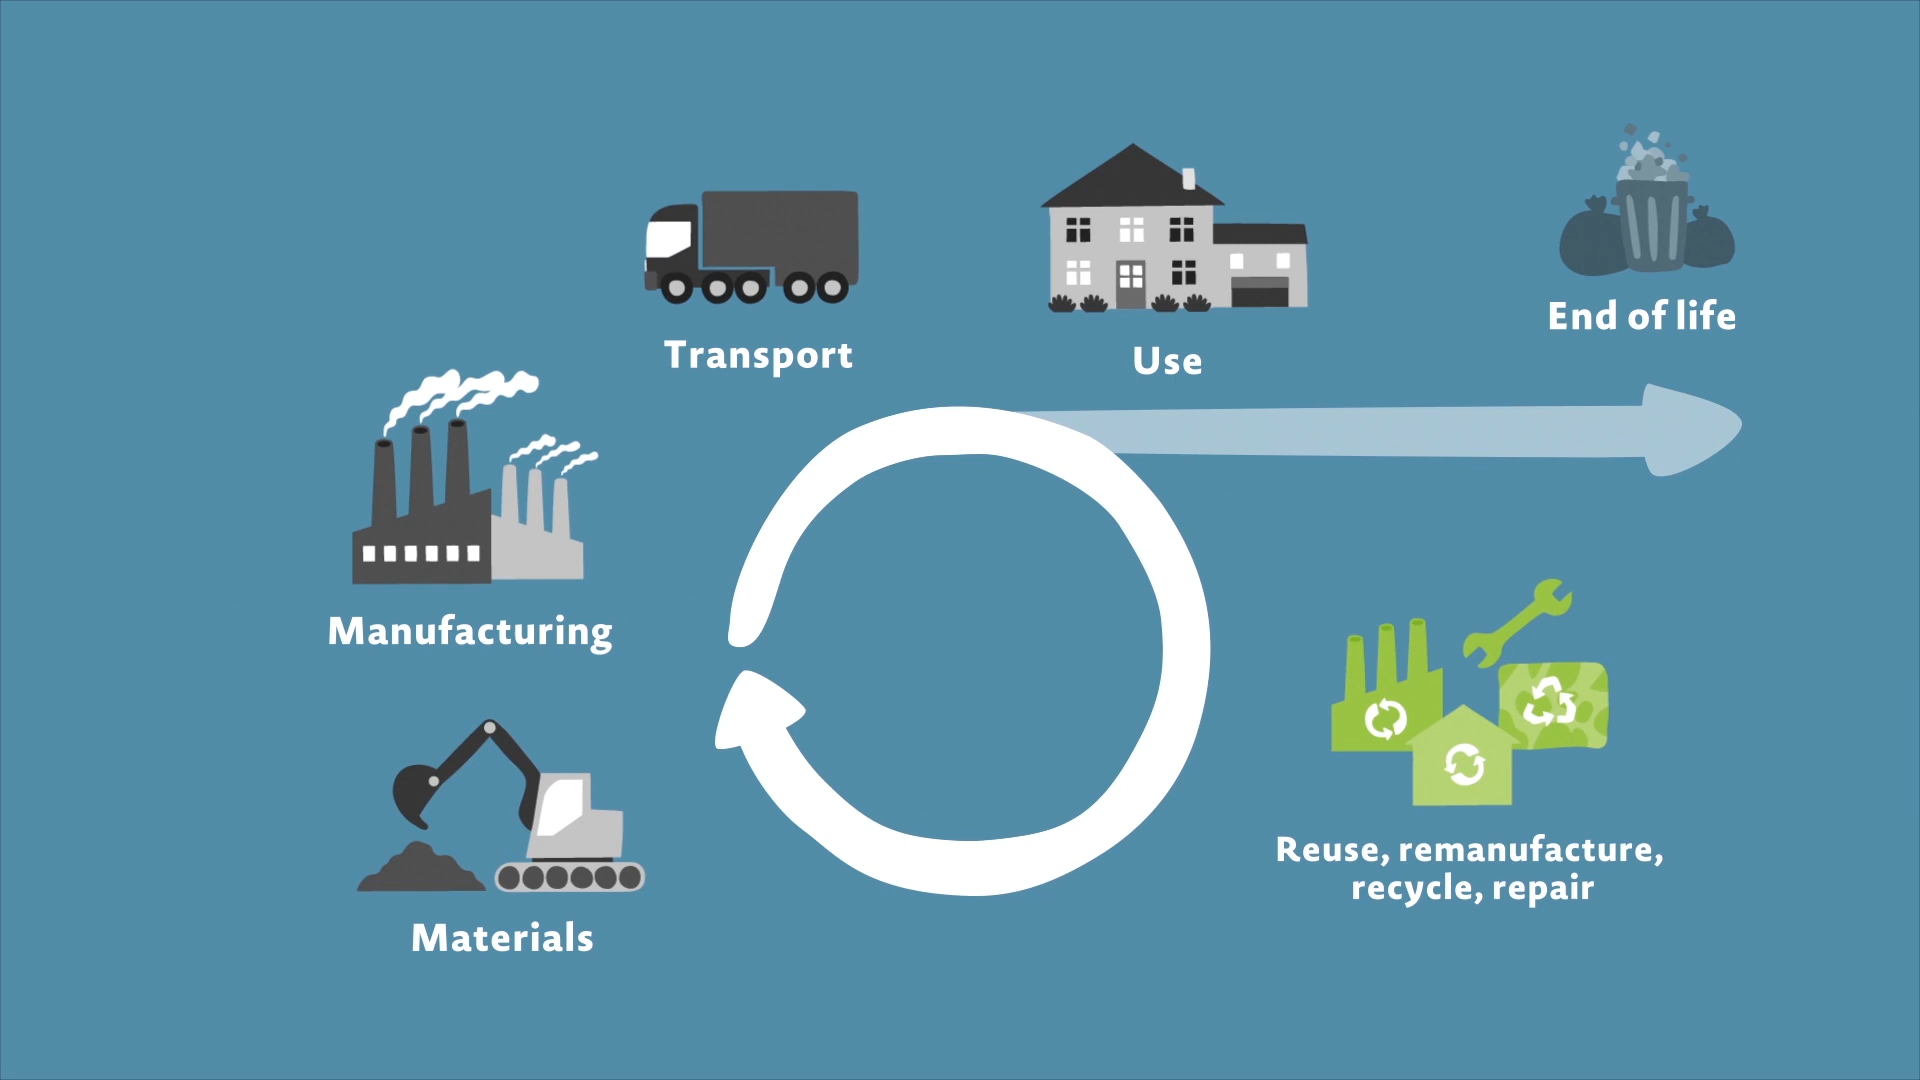 Transport
Use
End of life
Manufacturing
Materials
Reuse, remanufacture,
recycle, repair